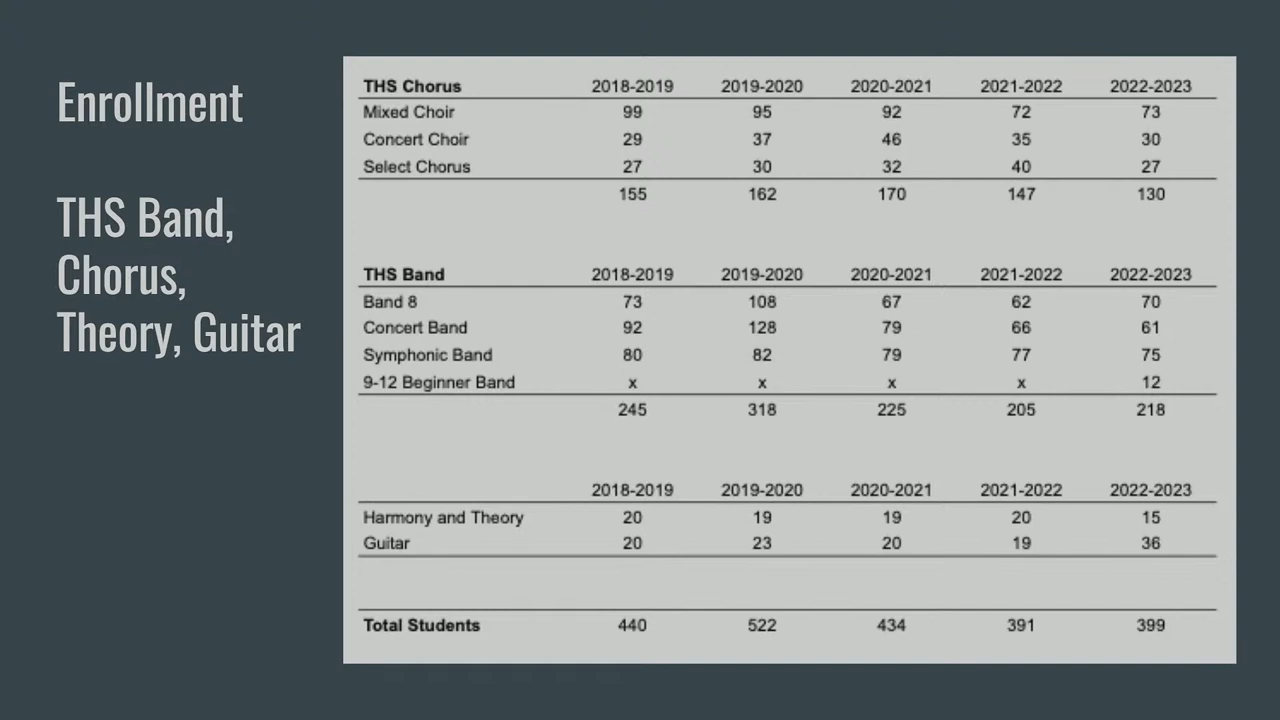 Enrollment
THS Band,
Chorus,
Theory, Guitar
THS Chorus 2018-2019 2019-2020 2020-2021 2021-2022 2022-2023
Mixed Choir 99 95 92 72 73
Concert Choir 29 37 46 35 30
Select Chorus 27 30 32 40 27
155 162 170 147 130
THS Band 2018-2019 2019-2020 2020-2021 2021-2022 2022-2023
Band 8 73 108 67 62 70
Concert Band 92 128 79 66 61
Symphonic Band 80 82 79 77 75
9-12 Beginner Band x x x x 12
245 318 225 205 218
2018-2019 2019-2020 2020-2021 2021-2022 2022-2023
Harmony and Theory 20 19 19 20 15
Guitar 20 23 20 19 36
Total Students 440 522 434 391 399